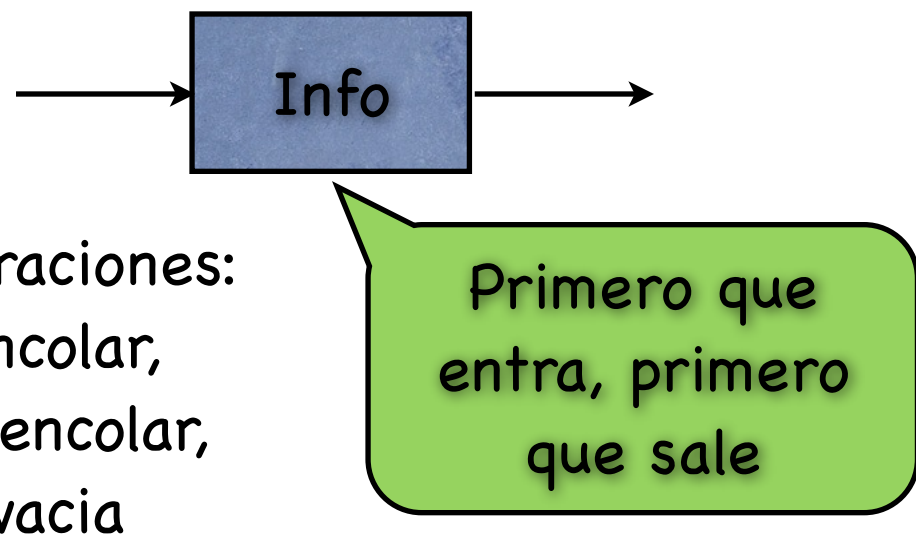 Info
raciones:
ncolar,
encolar,
vacia
Primero que
entra, primero
que sale